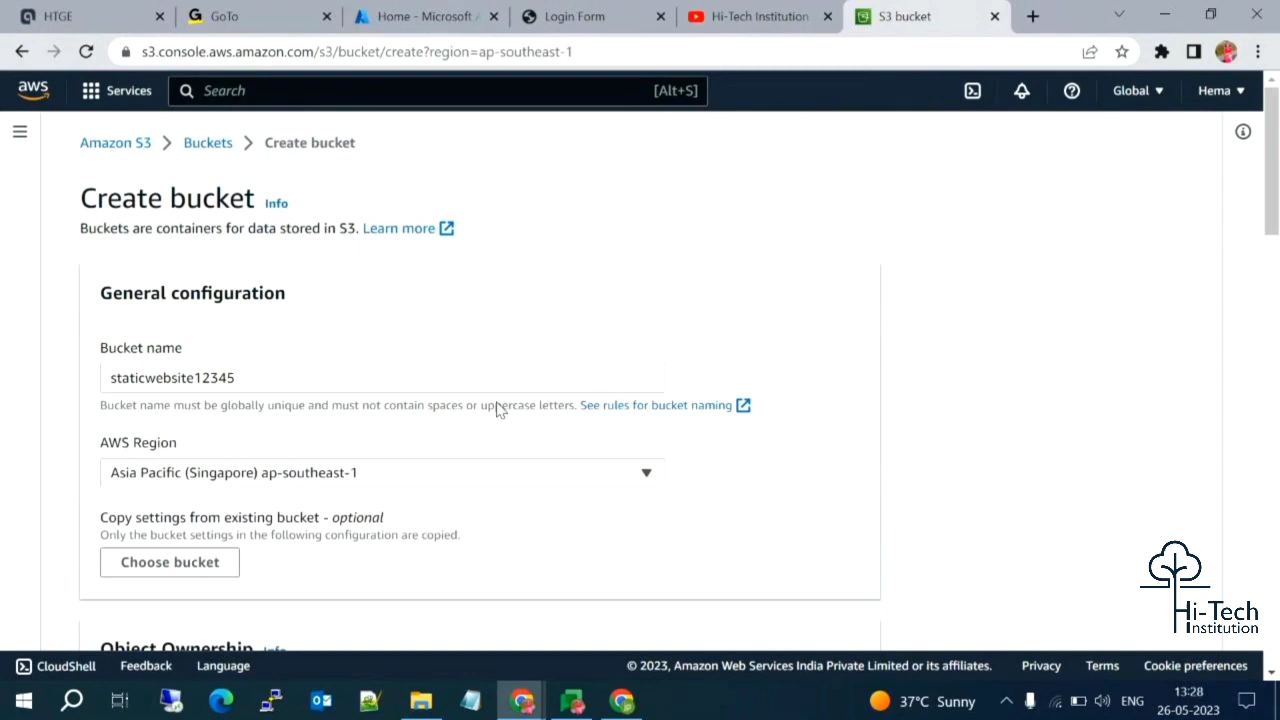 HTGE
GoTo
Home - Microsoft
Login Form
Hi-Tech Institution
S3 bucket
s3.console.aws.amazon.com/s3/bucket/create?region=ap-southeast-1
aws
Services
Search
[Alt+S]
Global
Hema
Amazon S3
Buckets
Create bucket
Create bucket Info
Buckets are containers for data stored in S3. Learn more
General configuration
Bucket name
staticwebsite12345
Bucket name must be globally unique and must not contain spaces or uppercase letters. See rules for bucket naming
AWS Region
Asia Pacific (Singapore) ap-southeast-1
Copy settings from existing bucket - optional
Only the bucket settings in the following configuration are copied.
Choose bucket
Hi-Tech
Institution
Object Ownership Info
CloudShell
Feedback
Language
© 2023, Amazon Web Services India Private Limited or its affiliates.
Privacy
Terms
Cookie preferences
37°C Sunny
ENG
13:28
26-05-2023